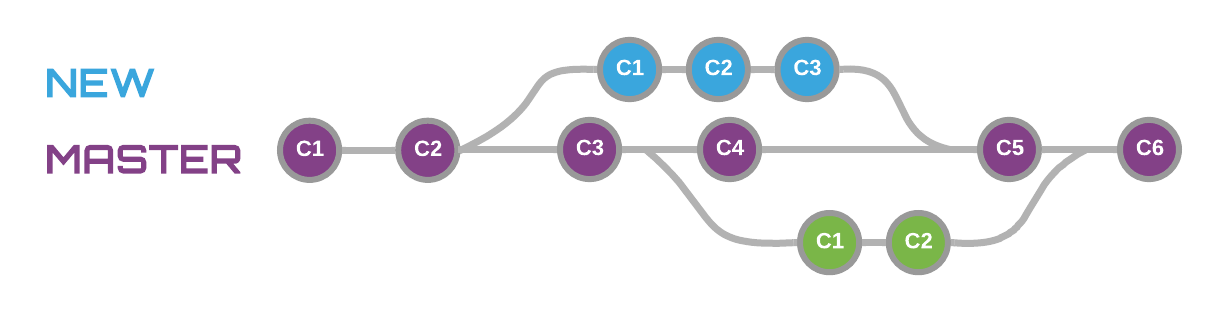 NEW
C1 C2 C3
MASTER
C1 C2 C3 C4 C5 C6
C1 C2